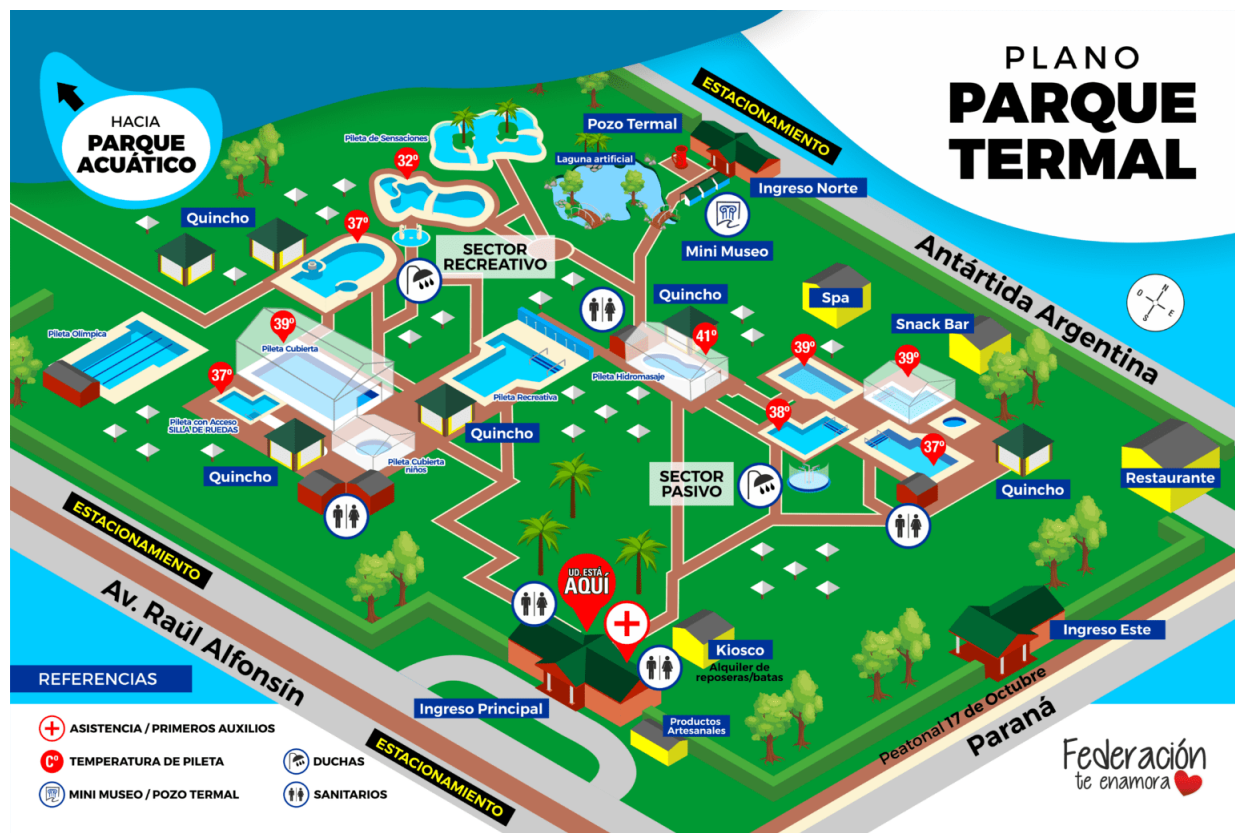 PLANO
PARQUE
TERMAL
HACIA
PARQUE
ACUÁTICO
ESTACIONAMIENTO
Pozo Termal
Pileta de Sensaciones
32º
Laguna artificial
Ingreso Norte
Quincho
37º
SECTOR
RECREATIVO
Mini Museo
Antártida Argentina
N
O
E
S
Quincho
Spa
Snack Bar
39º
Pileta Cubierta
Pileta Olímpica
41º
39º
39º
37º
Pileta Hidromasaje
Pileta Recreativa
Pileta con Acceso
SILLA DE RUEDAS
38º
Quincho
37º
Pileta Cubierta
niños
Quincho
SECTOR
PASIVO
Quincho
Restaurante
ESTACIONAMIENTO
Av. Raúl Alfonsín
UD. ESTÁ
AQUÍ
Kiosco
Alquiler de
reposeras/batas
Ingreso Este
Ingreso Principal
Productos
Artesanales
Peatonal 17 de Octubre
Paraná
ESTACIONAMIENTO
REFERENCIAS
ASISTENCIA / PRIMEROS AUXILIOS
Cº TEMPERATURA DE PILETA
DUCHAS
MINI MUSEO / POZO TERMAL
SANITARIOS
Federación
te enamora